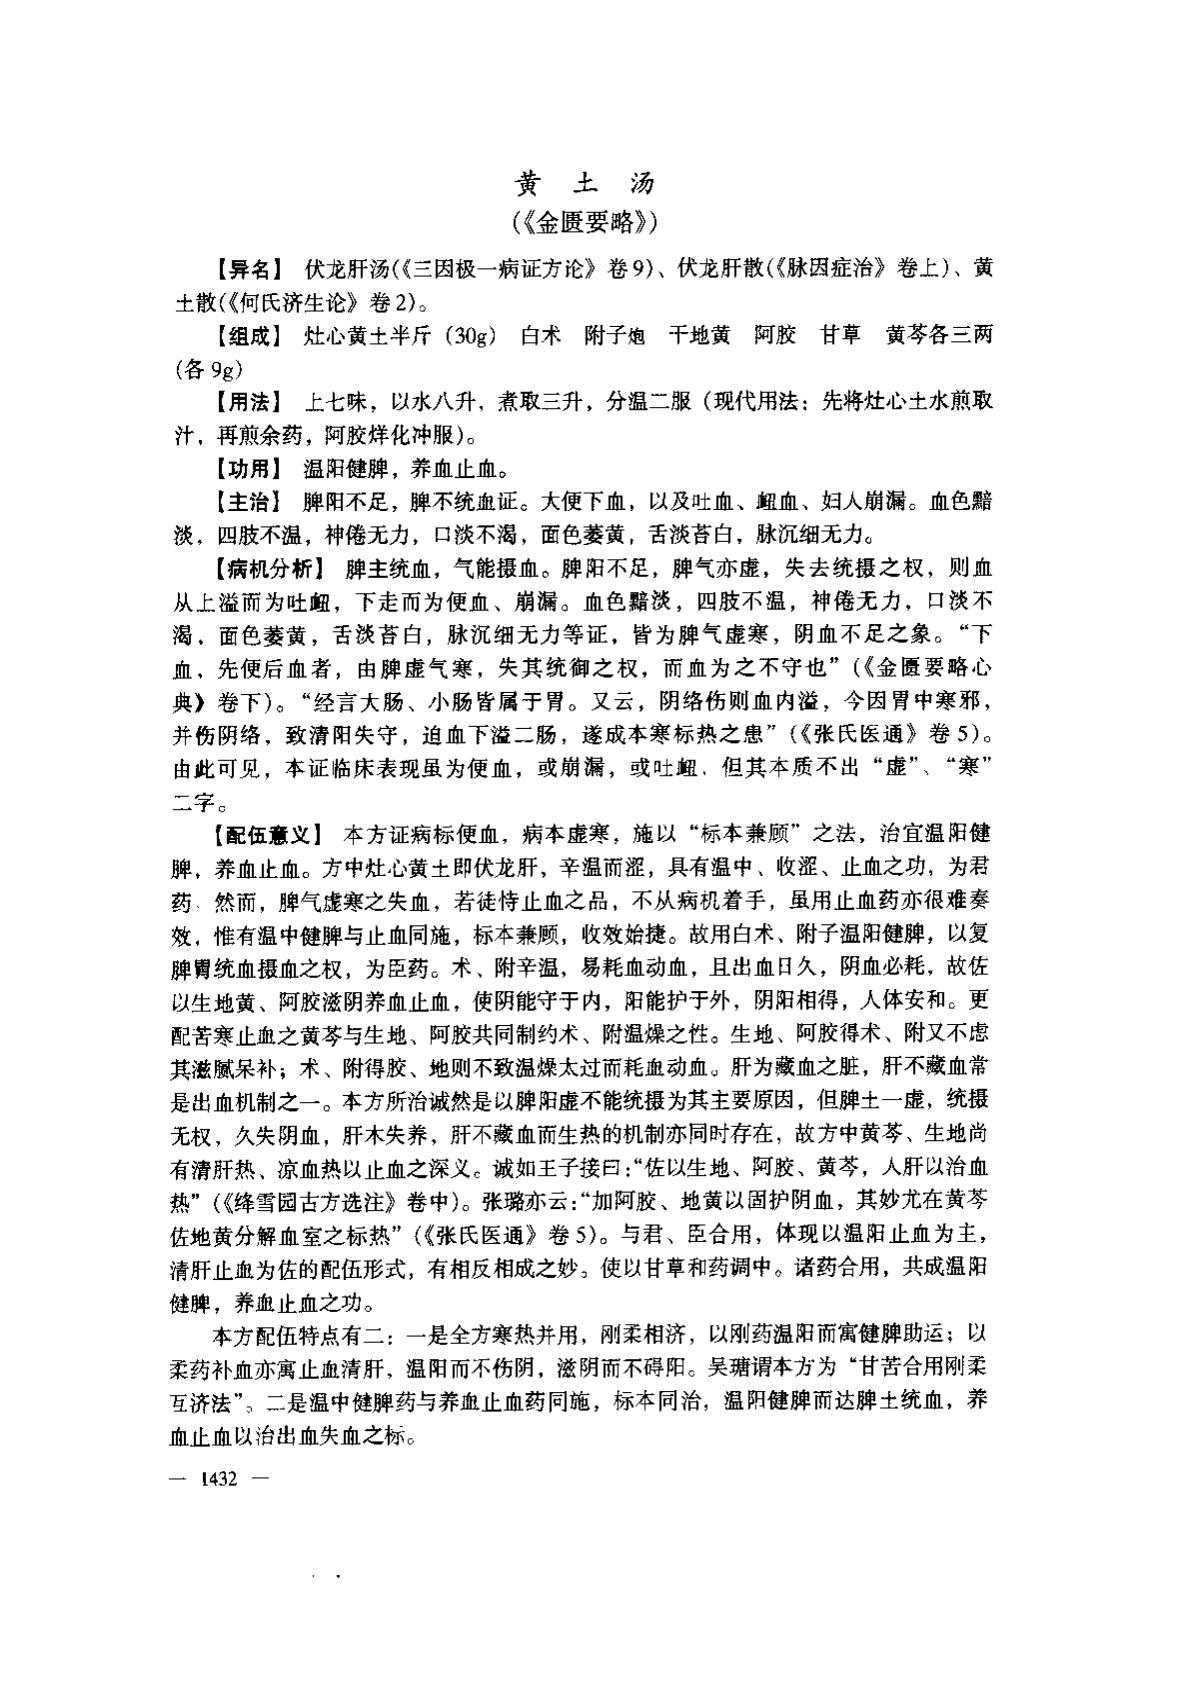 黄 土 汤
(《金匮要略》)
【异名】 伏龙肝汤(《三因极一病证方论》卷9)、伏龙肝散(《脉因症治》卷上)、黄
土散(《何氏济生论》卷2)。
【组成】 灶心黄土半斤（30g） 白术 附子炮 干地黄 阿胶 甘草 黄芩各三两
(各9g)
【用法】 上七味，以水八升，煮取三升，分温二服（现代用法：先将灶心土水煎取
汁，再煎余药，阿胶烊化冲服)。
【功用】 温阳健脾，养血止血。
【主治】 脾阳不足，脾不统血证。大便下血，以及吐血、衄血、妇人崩漏。血色黯
淡，四肢不温，神倦无力，口淡不渴，面色萎黄，舌淡苔白，脉沉细无力。
【病机分析】 脾主统血，气能摄血。脾阳不足，脾气亦虚，失去统摄之权，则血
从上溢而为吐衄，下走而为便血、崩漏。血色黯淡，四肢不温，神倦无力，口淡不
渴，面色萎黄，舌淡苔白，脉沉细无力等证，皆为脾气虚寒，阴血不足之象。“下
血，先便后血者，由脾虚气寒，失其统御之权，而血为之不守也”(《金匮要略心
典》卷下)。“经言大肠、小肠皆属于胃。又云，阴络伤则血内溢，今因胃中寒邪，
并伤阴络，致清阳失守，迫血下溢二肠，遂成本寒标热之患”(《张氏医通》卷5)。
由此可见，本证临床表现虽为便血，或崩漏，或吐衄，但其本质不出“虚”、“寒”
二字。
【配伍意义】 本方证病标便血，病本虚寒，施以“标本兼顾”之法，治宜温阳健
脾，养血止血。方中灶心黄土即伏龙肝，辛温而涩，具有温中、收涩、止血之功，为君
药。然而，脾气虚寒之失血，若徒恃止血之品，不从病机着手，虽用止血药亦很难奏
效，惟有温中健脾与止血同施，标本兼顾，收效始捷。故用白术、附子温阳健脾，以复
脾胃统血摄血之权，为臣药。术、附辛温，易耗血动血，且出血日久，阴血必耗，故佐
以生地黄、阿胶滋阴养血止血，使阴能守于内，阳能护于外，阴阳相得，人体安和。更
配苦寒止血之黄芩与生地、阿胶共同制约术、附温燥之性。生地、阿胶得术、附又不虑
其滋腻呆补；术、附得胶、地则不致温燥太过而耗血动血。肝为藏血之脏，肝不藏血常
是出血机制之一。本方所治诚然是以脾阳虚不能统摄为其主要原因，但脾土一虚，统摄
无权，久失阴血，肝木失养，肝不藏血而生热的机制亦同时存在，故方中黄芩、生地尚
有清肝热、凉血热以止血之深义。诚如王子接曰：“佐以生地、阿胶、黄芩，人肝以治血
热”(《绛雪园古方选注》卷中)。张璐亦云：“加阿胶、地黄以固护阴血，其妙尤在黄芩
佐地黄分解血室之标热”(《张氏医通》卷5)。与君、臣合用，体现以温阳止血为主，
清肝止血为佐的配伍形式，有相反相成之妙。使以甘草和药调中。诸药合用，共成温阳
健脾，养血止血之功。
本方配伍特点有二：一是全方寒热并用，刚柔相济，以刚药温阳而寓健脾助运；以
柔药补血亦寓止血清肝，温阳而不伤阴，滋阴而不碍阳。吴瑭谓本方为“甘苦合用刚柔
互济法”。二是温中健脾药与养血止血药同施，标本同治，温阳健脾而达脾土统血，养
血止血以治出血失血之标。
— 1432 —